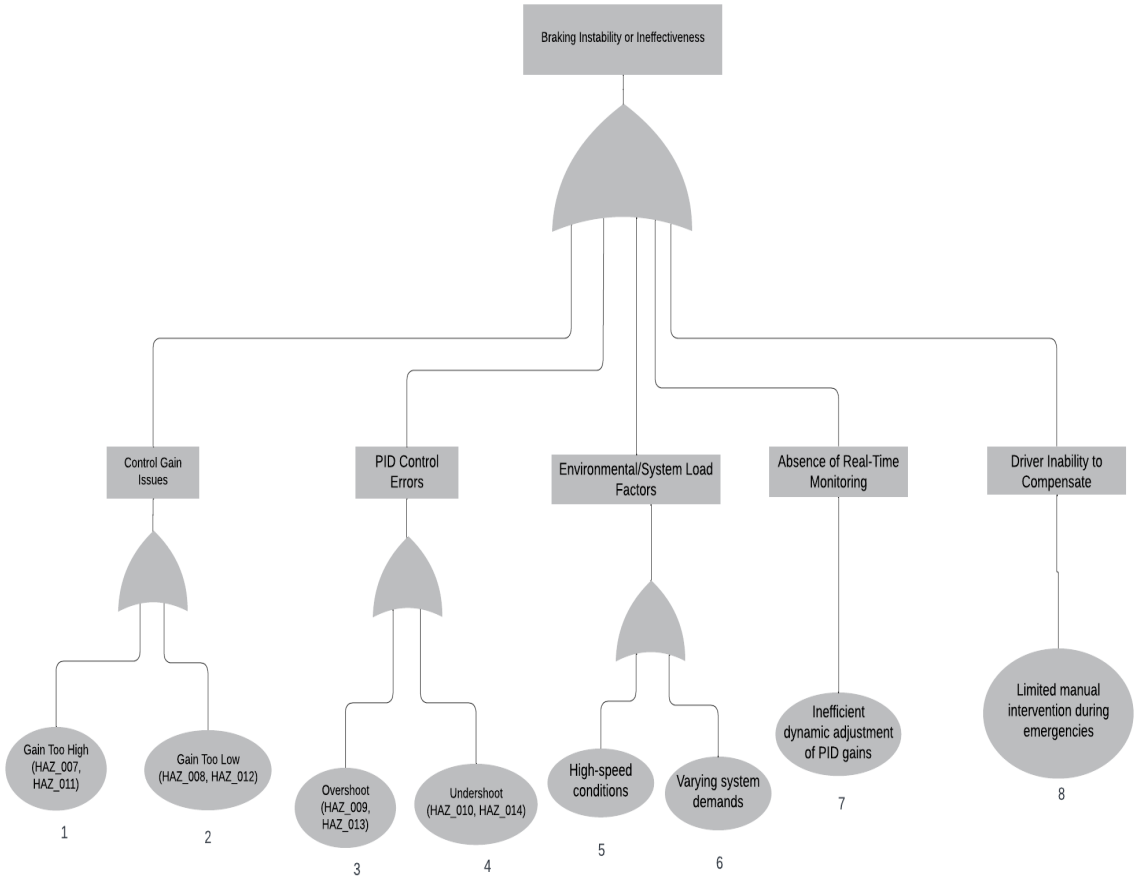 Braking Instability or Ineffectiveness
Control Gain
Issues
PID Control
Errors
Environmental/System Load
Factors
Absence of Real-Time
Monitoring
Driver Inability to
Compensate
Gain Too High
(HAZ_007,
HAZ_011)
1
Gain Too Low
(HAZ_008, HAZ_012)
2
Overshoot
(HAZ_009,
HAZ_013)
3
Undershoot
(HAZ_010, HAZ_014)
4
High-speed
conditions
5
Varying system
demands
6
Inefficient
dynamic adjustment
of PID gains
7
Limited manual
intervention during
emergencies
8